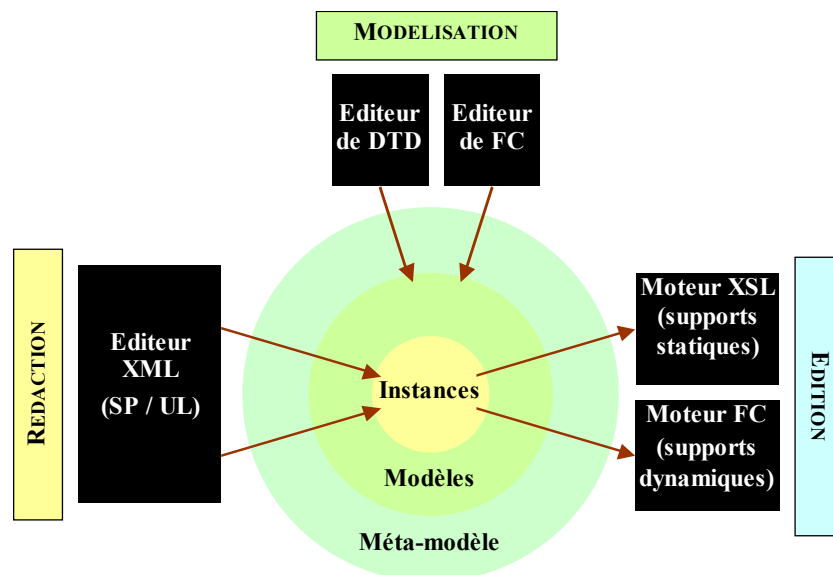 MODELISATION
Editeur
de DTD
Editeur
de FC
REDACTION
Editeur
XML
(SP / UL)
Instances
Modèles
Méta-modèle
Moteur XSL
(supports
statiques)
Moteur FC
(supports
dynamiques)
EDITION